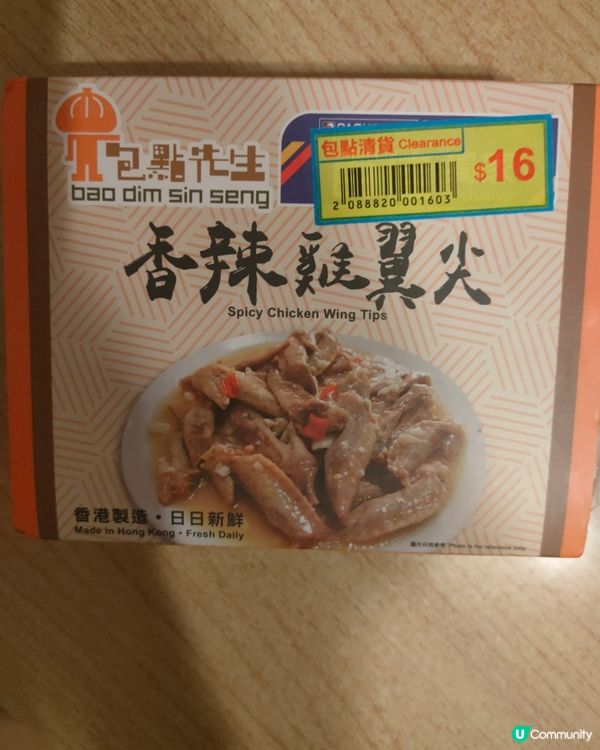 包點先生
bao dim sin seng
包點清貨 Clearance
$16
2 088820 001603
香辣雞翼尖
Spicy Chicken Wing Tips
香港製造・日日新鮮
Made in Hong Kong • Fresh Daily
圖片只供參考 Photo is for reference only
U Community